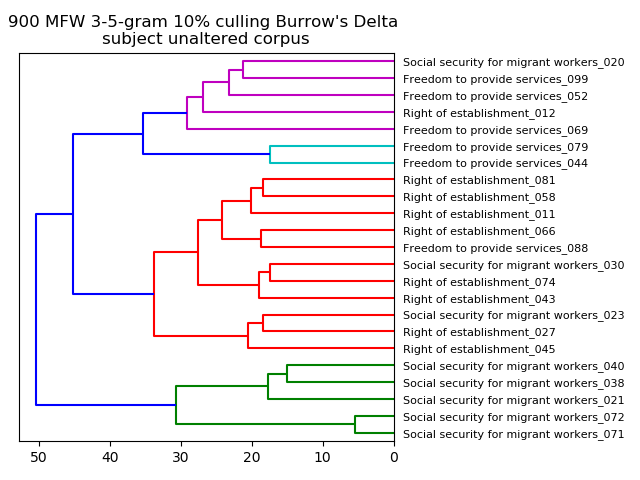 900 MFW 3-5-gram 10% culling Burrow's Delta
subject unaltered corpus
Social security for migrant workers_020
Freedom to provide services_099
Freedom to provide services_052
Right of establishment_012
Freedom to provide services_069
Freedom to provide services_079
Freedom to provide services_044
Right of establishment_081
Right of establishment_058
Right of establishment_011
Right of establishment_066
Freedom to provide services_088
Social security for migrant workers_030
Right of establishment_074
Right of establishment_043
Social security for migrant workers_023
Right of establishment_027
Right of establishment_045
Social security for migrant workers_040
Social security for migrant workers_038
Social security for migrant workers_021
Social security for migrant workers_072
Social security for migrant workers_071
50 40 30 20 10 0